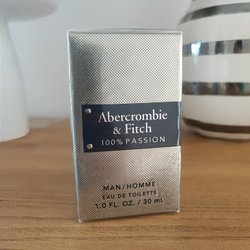 Abercrombie
& Fitch
100% PASSION
MAN/HOMME
EAU DE TOILETTE
1.0 FL. OZ. / 30 mL